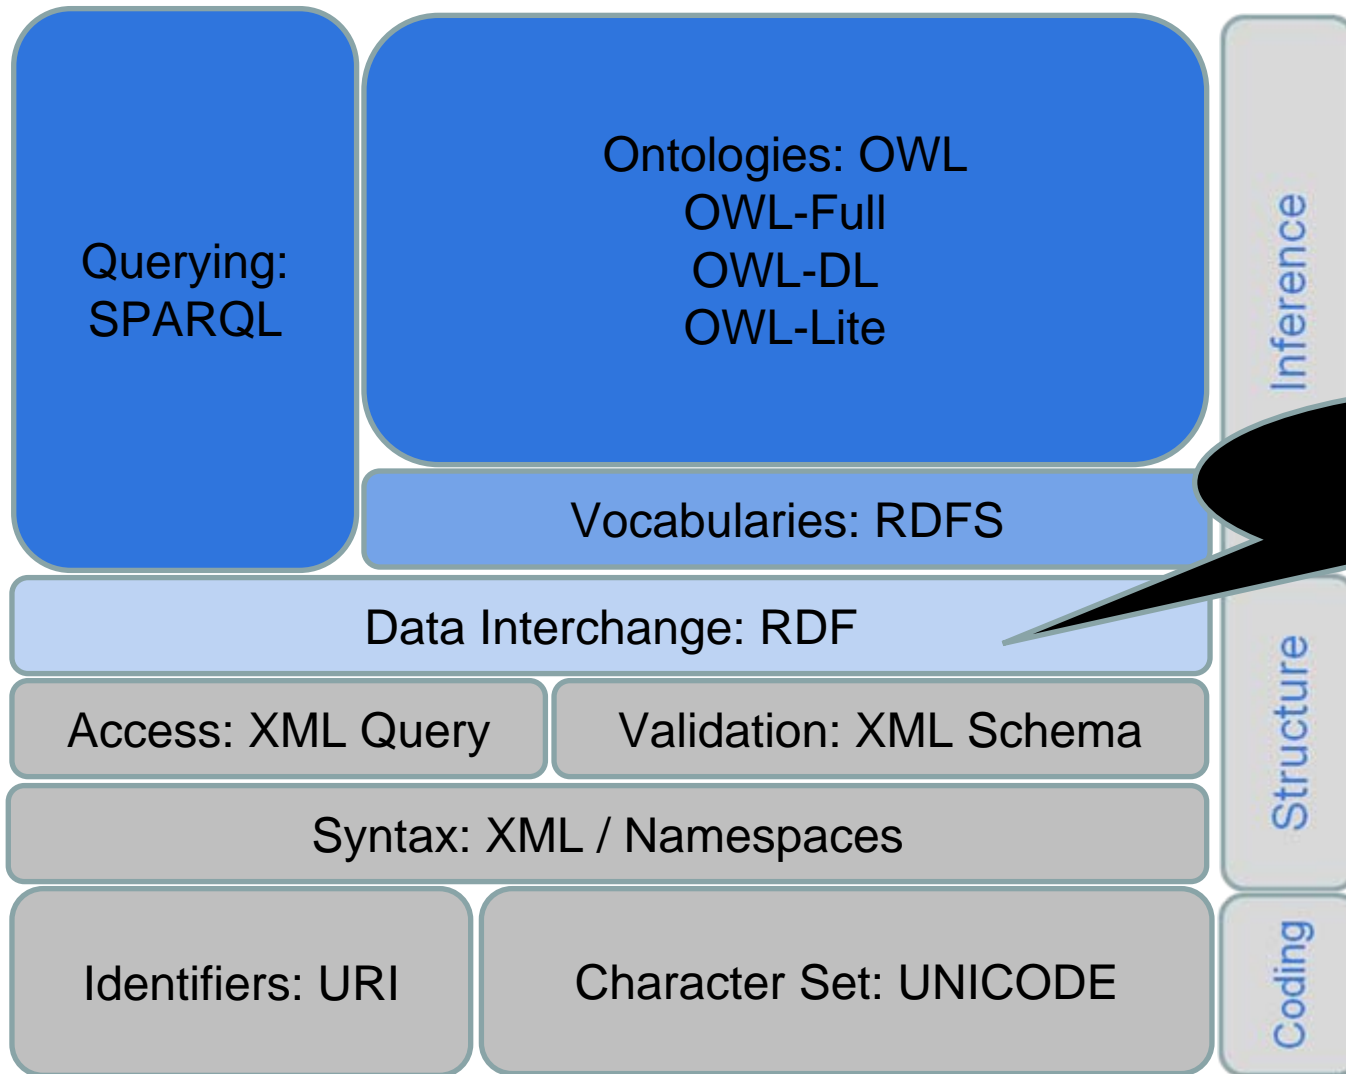 Querying:
SPARQL
Ontologies: OWL
OWL-Full
OWL-DL
OWL-Lite
Inference
Vocabularies: RDFS
Data Interchange: RDF
Access: XML Query
Validation: XML Schema
Structure
Syntax: XML / Namespaces
Identifiers: URI
Character Set: UNICODE
Coding